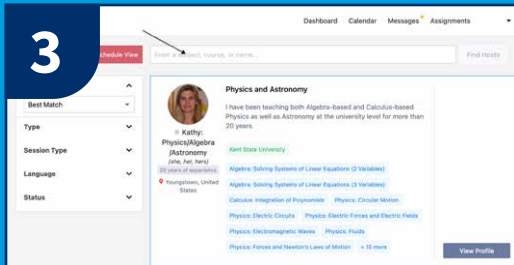 3
Dashboard Calendar Messages Assignments
chedule View
Enter a subject, course, or name...
Find Hosts
Best Match
Type
Session Type
Language
Status
Kathy:
Physics/Algebra
/Astronomy
(she, her, hers)
20 years of experience
Youngstown, United
States
Physics and Astronomy
I have been teaching both Algebra-based and Calculus-based
Physics as well as Astronomy at the university level for more than
20 years.
Kent State University
Algebra: Solving Systems of Linear Equations (2 Variables)
Algebra: Solving Systems of Linear Equations (3 Variables)
Calculus: Integration of Polynomials Physics: Circular Motion
Physics: Electric Circuits Physics: Electric Forces and Electric Fields
Physics: Electromagnetic Waves Physics: Fluids
Physics: Forces and Newton's Laws of Motion + 15 more
View Profile